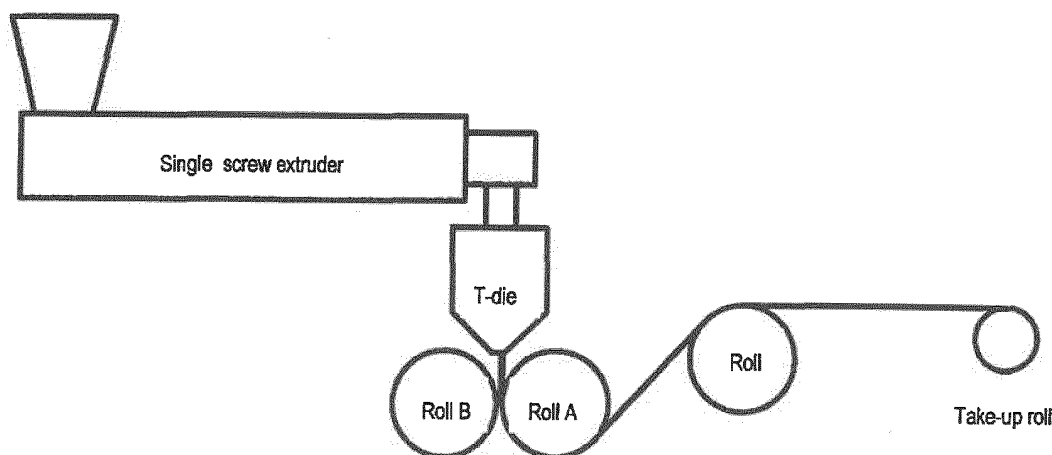 Single screw extruder
T-die
Roll
Roll B
Roll A
Take-up roll